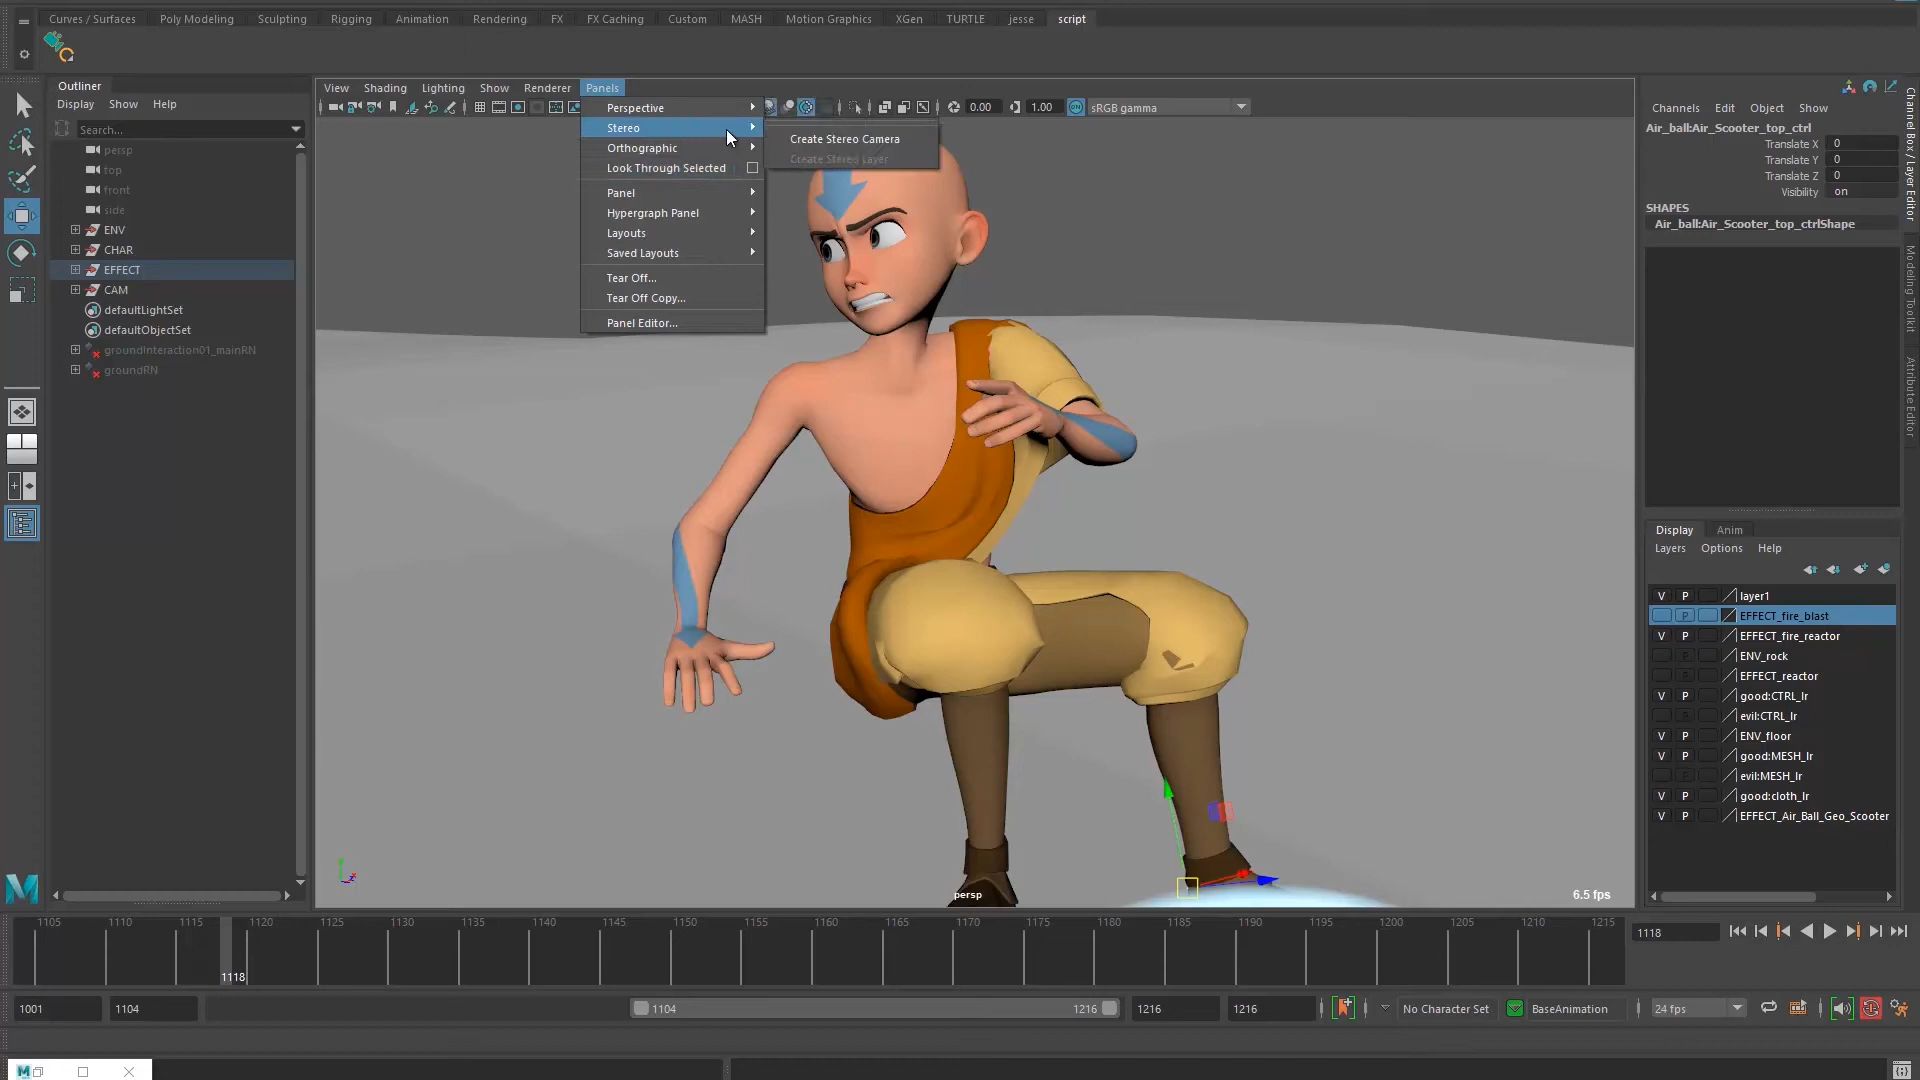 Curves / Surfaces Poly Modeling Sculpting Rigging Animation Rendering FX FX Caching Custom MASH Motion Graphics XGen TURTLE jesse script
Outliner
Display Show Help
Search...
persp
top
front
side
ENV
CHAR
EFFECT
CAM
defaultLightSet
defaultObjectSet
groundInteraction01_mainRN
groundRN
View Shading Lighting Show Renderer Panels
0.00 1.00 sRGB gamma
Perspective
Stereo
Orthographic
Look Through Selected
Panel
Hypergraph Panel
Layouts
Saved Layouts
Tear Off...
Tear Off Copy...
Panel Editor...
Create Stereo Camera
Create Stereo Layer
persp
6.5 fps
Channels Edit Object Show
Air_ball:Air_Scooter_top_ctrl
Translate X 0
Translate Y 0
Translate Z 0
Visibility on
SHAPES
Air_ball:Air_Scooter_top_ctrlShape
Channel Box / Layer Editor
Modeling Toolkit
Attribute Editor
Display Anim
Layers Options Help
V P layer1
P EFFECT_fire_blast
V P EFFECT_fire_reactor
P ENV_rock
P EFFECT_reactor
V P good:CTRL_lr
P evil:CTRL_lr
V P ENV_floor
V P good:MESH_lr
P evil:MESH_lr
V P good:cloth_lr
V P EFFECT_Air_Ball_Geo_Scooter
1105 1110 1115 1120 1125 1130 1135 1140 1145 1150 1155 1160 1165 1170 1175 1180 1185 1190 1195 1200 1205 1210 1215
1118
1118
1001 1104 1104 1216 1216 1216 No Character Set BaseAnimation 24 fps